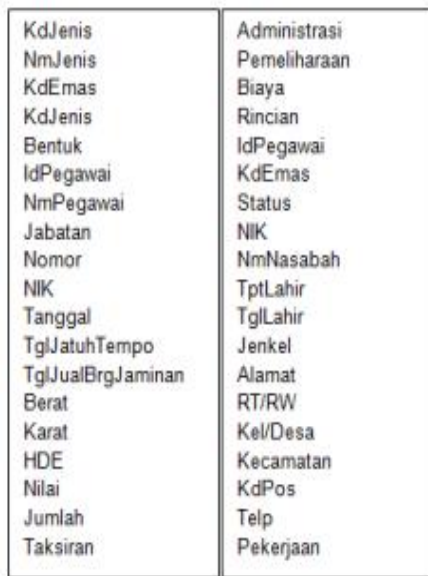 KdJenis
NmJenis
KdEmas
KdJenis
Bentuk
IdPegawai
NmPegawai
Jabatan
Nomor
NIK
Tanggal
TglJatuhTempo
TglJualBrgJaminan
Berat
Karat
HDE
Nilai
Jumlah
Taksiran
Administrasi
Pemeliharaan
Biaya
Rincian
IdPegawai
KdEmas
Status
NIK
NmNasabah
TptLahir
TglLahir
Jenkel
Alamat
RT/RW
Kel/Desa
Kecamatan
KdPos
Telp
Pekerjaan